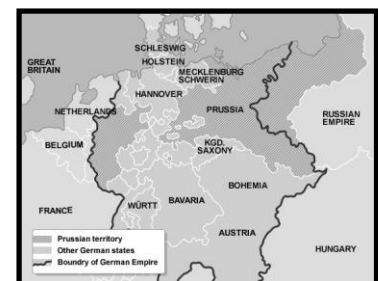 SCHLESWIG
HOLSTEIN
GREAT
BRITAIN
MECKLENBURG
SCHWERIN
HANNOVER
NETHERLANDS
PRUSSIA
RUSSIAN
EMPIRE
BELGIUM
KGD.
SAXONY
BOHEMIA
FRANCE
WÜRTT
BAVARIA
AUSTRIA
HUNGARY
Prussian territory
Other German states
Boundry of German Empire